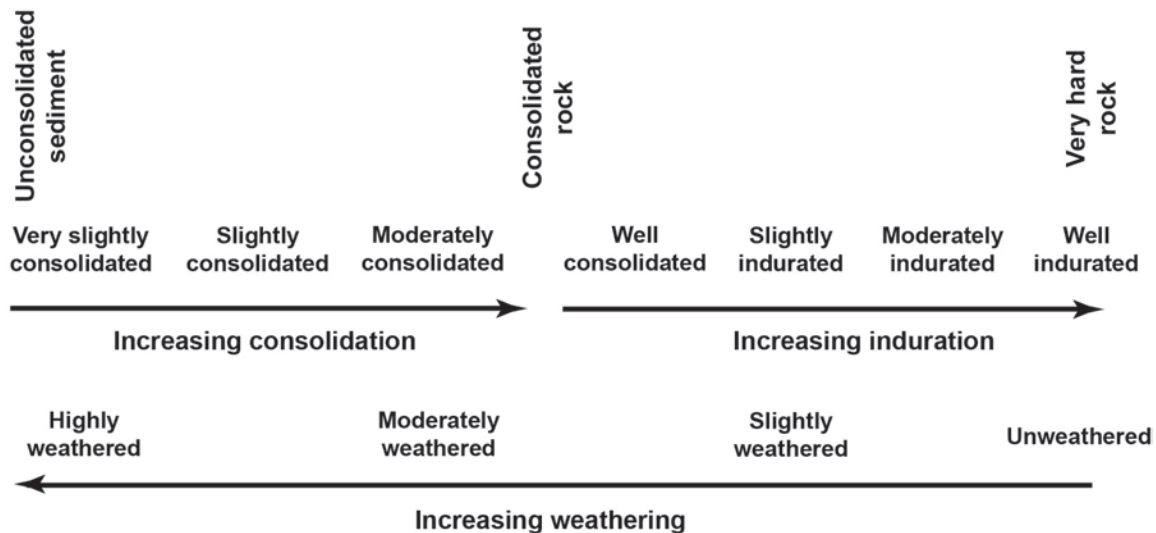 Unconsolidated
sediment
Consolidated
rock
Very hard
rock
Very slightly
consolidated
Slightly
consolidated
Moderately
consolidated
Well
consolidated
Slightly
indurated
Moderately
indurated
Well
indurated
Increasing consolidation
Increasing induration
Highly
weathered
Moderately
weathered
Slightly
weathered
Unweathered
Increasing weathering